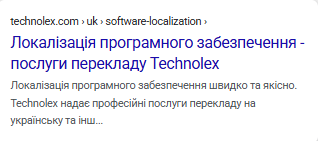 technolex.com › uk › software-localization ›
Локалізація програмного забезпечення -
послуги перекладу Technolex
Локалізація програмного забезпечення швидко та якісно.
Technolex надає професійні послуги перекладу на
українську та інш...